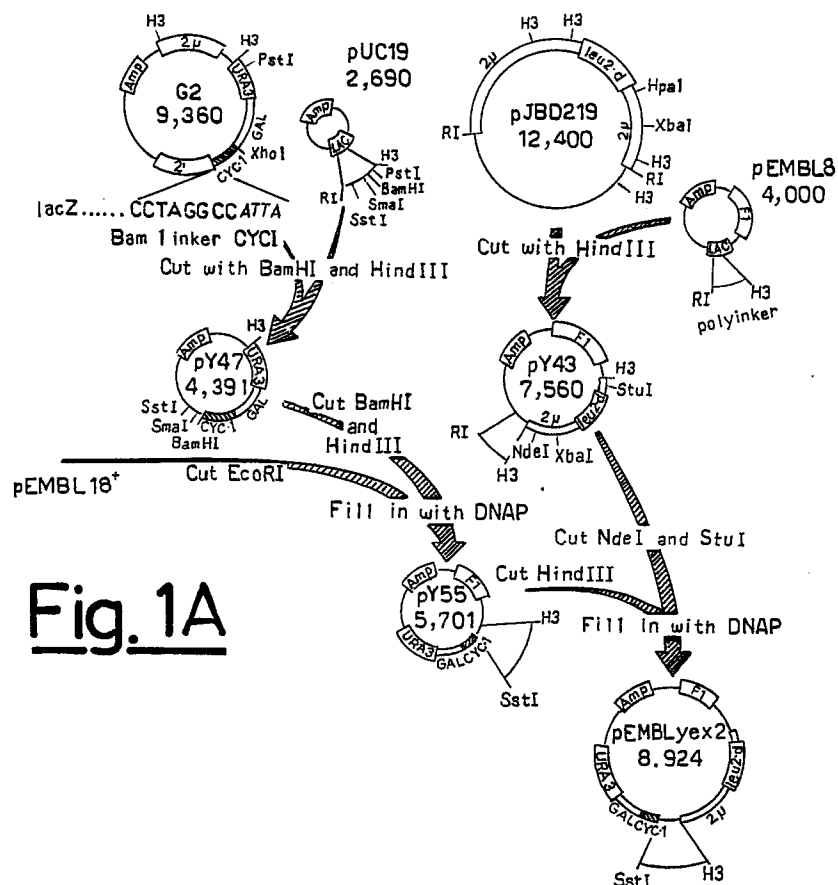 H3
2μ
H3
PstI
Amp
URA3
G2
9,360
GAL
XhoI
2'
CYC-1
pUC19
2,690
Amp
LAC
H3
PstI
BamHI
SmaI
RI
SstI
H3
H3
2μ
leu2-d
HpaI
pJBD219
12,400
XbaI
2μ
RI
H3
RI
H3
pEMBL8
4,000
Amp
F1
LAC
RI
H3
polyinker
lacZ......CCTAGGCCATTA
Bam linker CYCI
Cut with BamHI and HindIII
Cut with HindIII
H3
Amp
URA3
pY47
4,391
GAL
SstI
SmaI
CYC-1
BamHI
Amp
F1
pY43
7,560
H3
StuI
leu2-d
2μ
RI
NdeI
XbaI
H3
Cut BamHI
and
HindIII
Cut EcoRI
pEMBL18+
Fill in with DNAP
Cut NdeI and StuI
Cut HindIII
Fill in with DNAP
Amp
F1
pY55
5,701
H3
URA3
GALCYC-1
SstI
Fig. 1A
Amp
F1
pEMBLyex2
8.924
URA3
leu2-d
GALCYC-1
2μ
SstI
H3